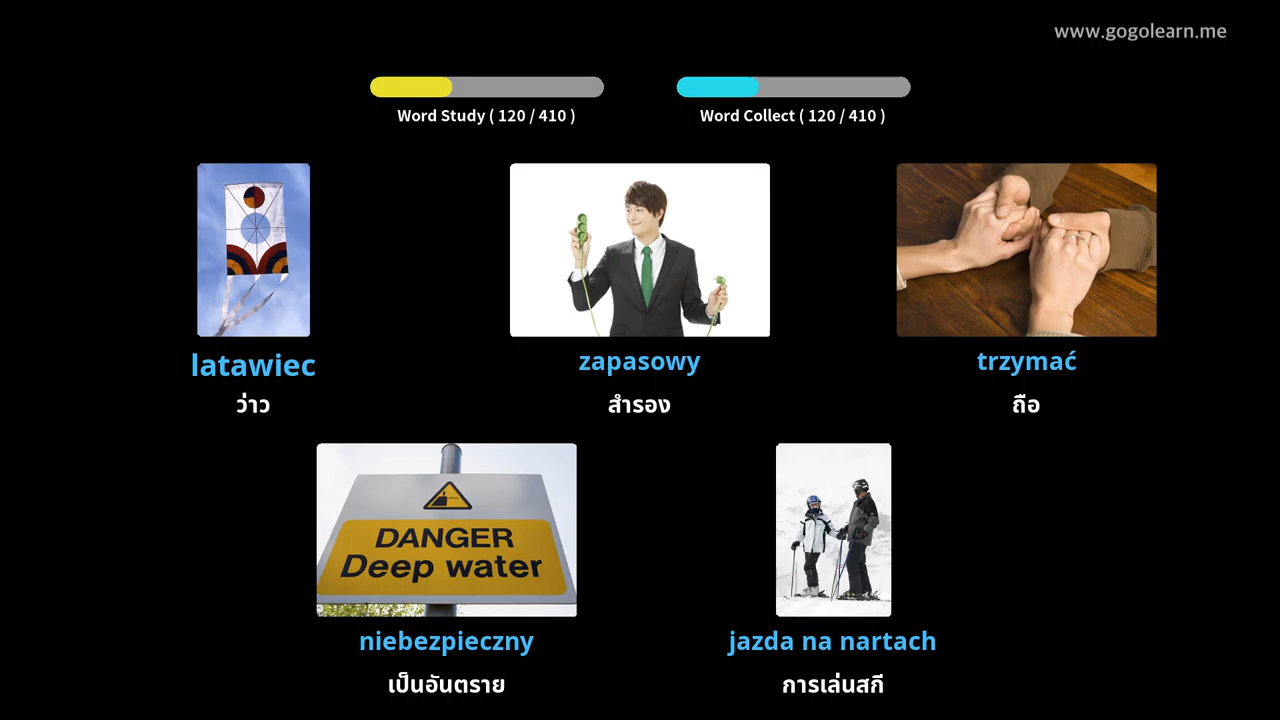 www.gogolearn.me
Word Study ( 120 / 410 )
Word Collect ( 120 / 410 )
latawiec
ว่าว
zapasowy
สำรอง
trzymać
ถือ
DANGER
Deep water
niebezpieczny
เป็นอันตราย
jazda na nartach
การเล่นสกี